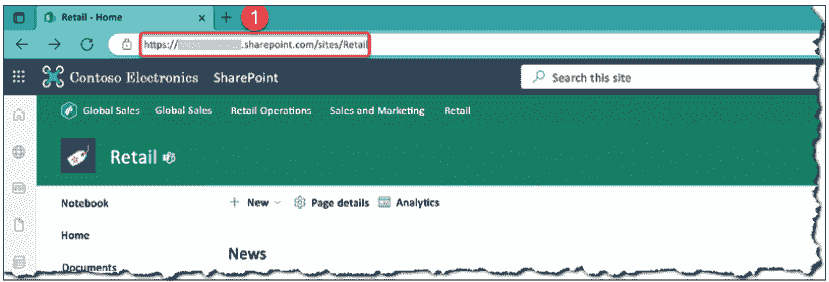 Retail - Home
1
https:// .sharepoint.com/sites/Retail
Contoso Electronics SharePoint Search this site
Global Sales Global Sales Retail Operations Sales and Marketing Retail
Retail
Notebook New Page details Analytics
Home
News
Documents